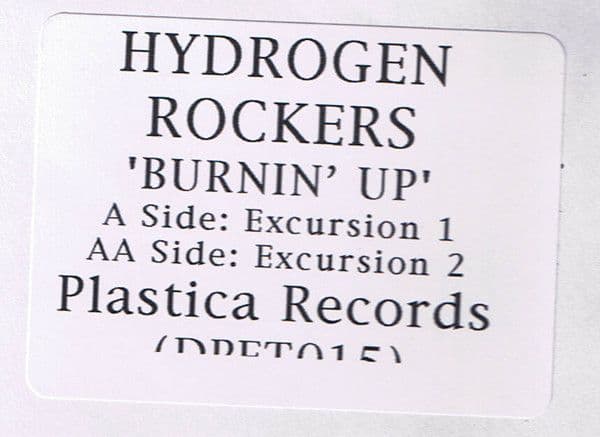 HYDROGEN
ROCKERS
'BURNIN’ UP'
A Side: Excursion 1
AA Side: Excursion 2
Plastica Records